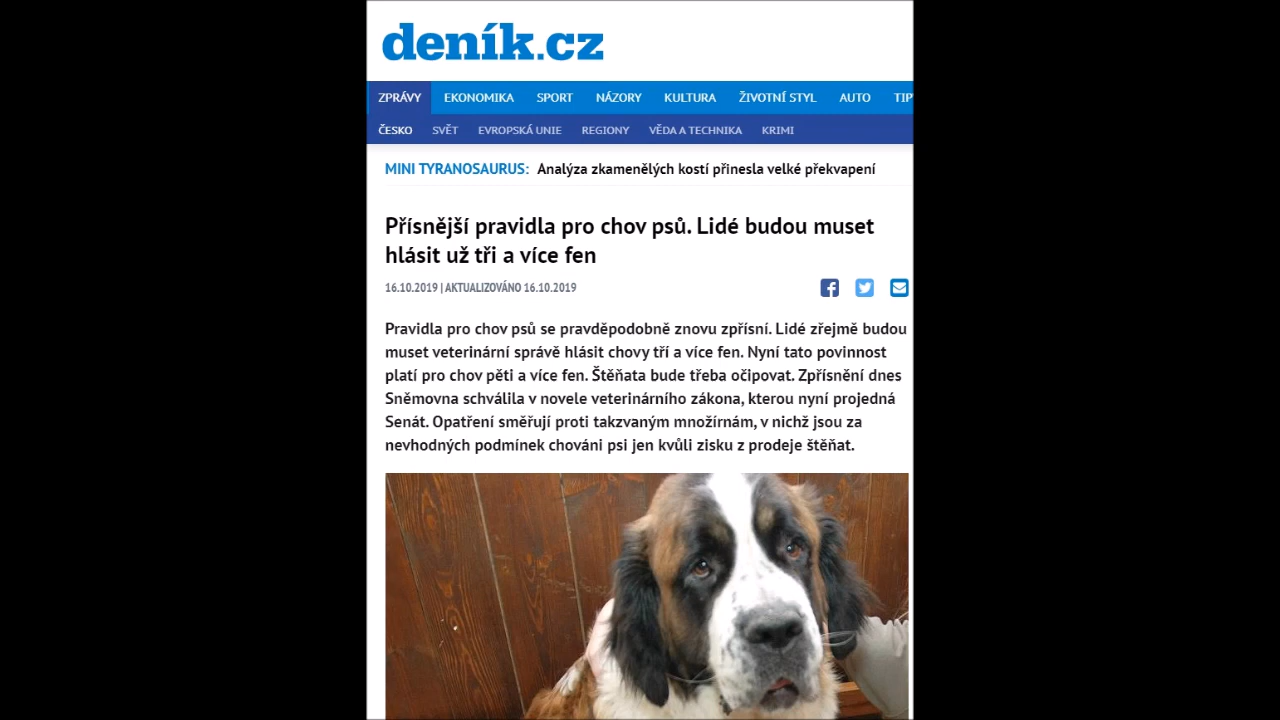 deník.cz
ZPRÁVY EKONOMIKA SPORT NÁZORY KULTURA ŽIVOTNÍ STYL AUTO TIP
ČESKO SVĚT EVROPSKÁ UNIE REGIONY VĚDA A TECHNIKA KRIMI
MINI TYRANOSAURUS: Analýza zkamenělých kostí přinesla velké překvapení
Přísnější pravidla pro chov psů. Lidé budou muset
hlásit už tři a více fen
16.10.2019 | AKTUALIZOVÁNO 16.10.2019
Pravidla pro chov psů se pravděpodobně znovu zpřísní. Lidé zřejmě budou
muset veterinární správě hlásit chovy tří a více fen. Nyní tato povinnost
platí pro chov pěti a více fen. Štěňata bude třeba očipovat. Zpřísnění dnes
Sněmovna schválila v novele veterinárního zákona, kterou nyní projedná
Senát. Opatření směřují proti takzvaným množírnám, v nichž jsou za
nevhodných podmínek chováni psi jen kvůli zisku z prodeje štěňat.